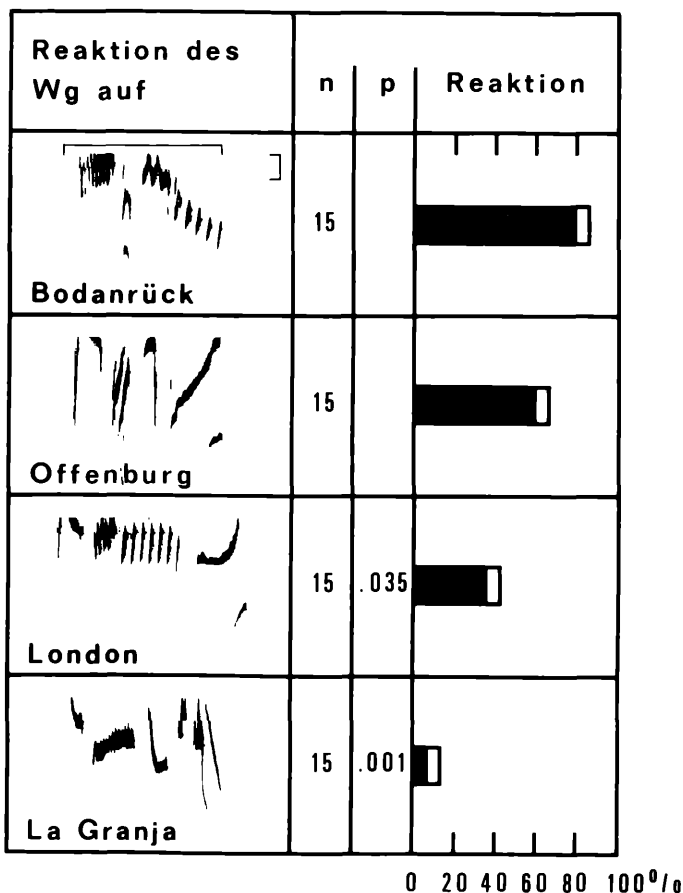 Reaktion des
Wg auf
n p Reaktion
15
Bodanrück
15
Offenburg
15 .035
London
15 .001
La Granja
0 20 40 60 80 100%